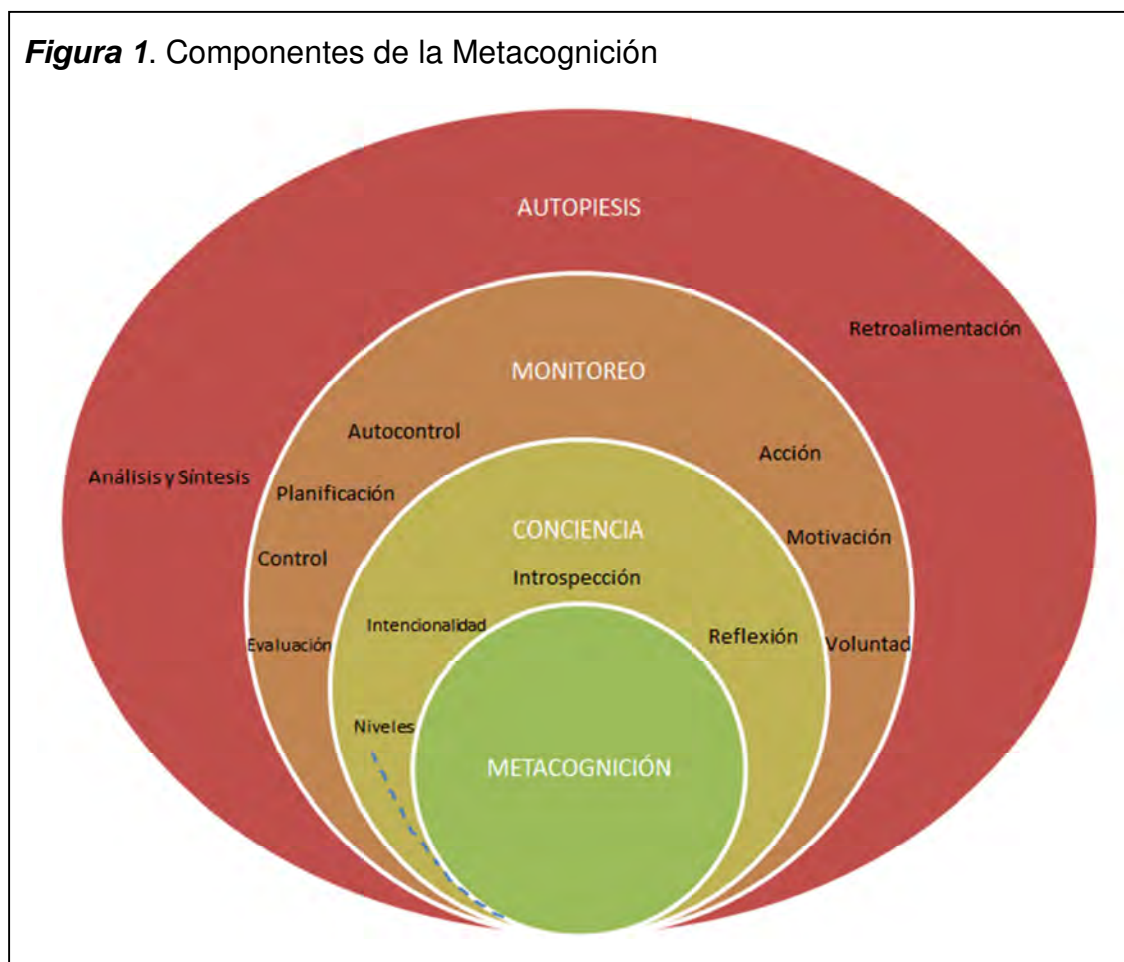 Figura 1. Componentes de la Metacognición
AUTOPIESIS
Retroalimentación
MONITOREO
Autocontrol
Acción
Análisis y Síntesis
Planificación
CONCIENCIA
Motivación
Control
Introspección
Intencionalidad
Reflexión
Evaluación
Voluntad
Niveles
METACOGNICIÓN